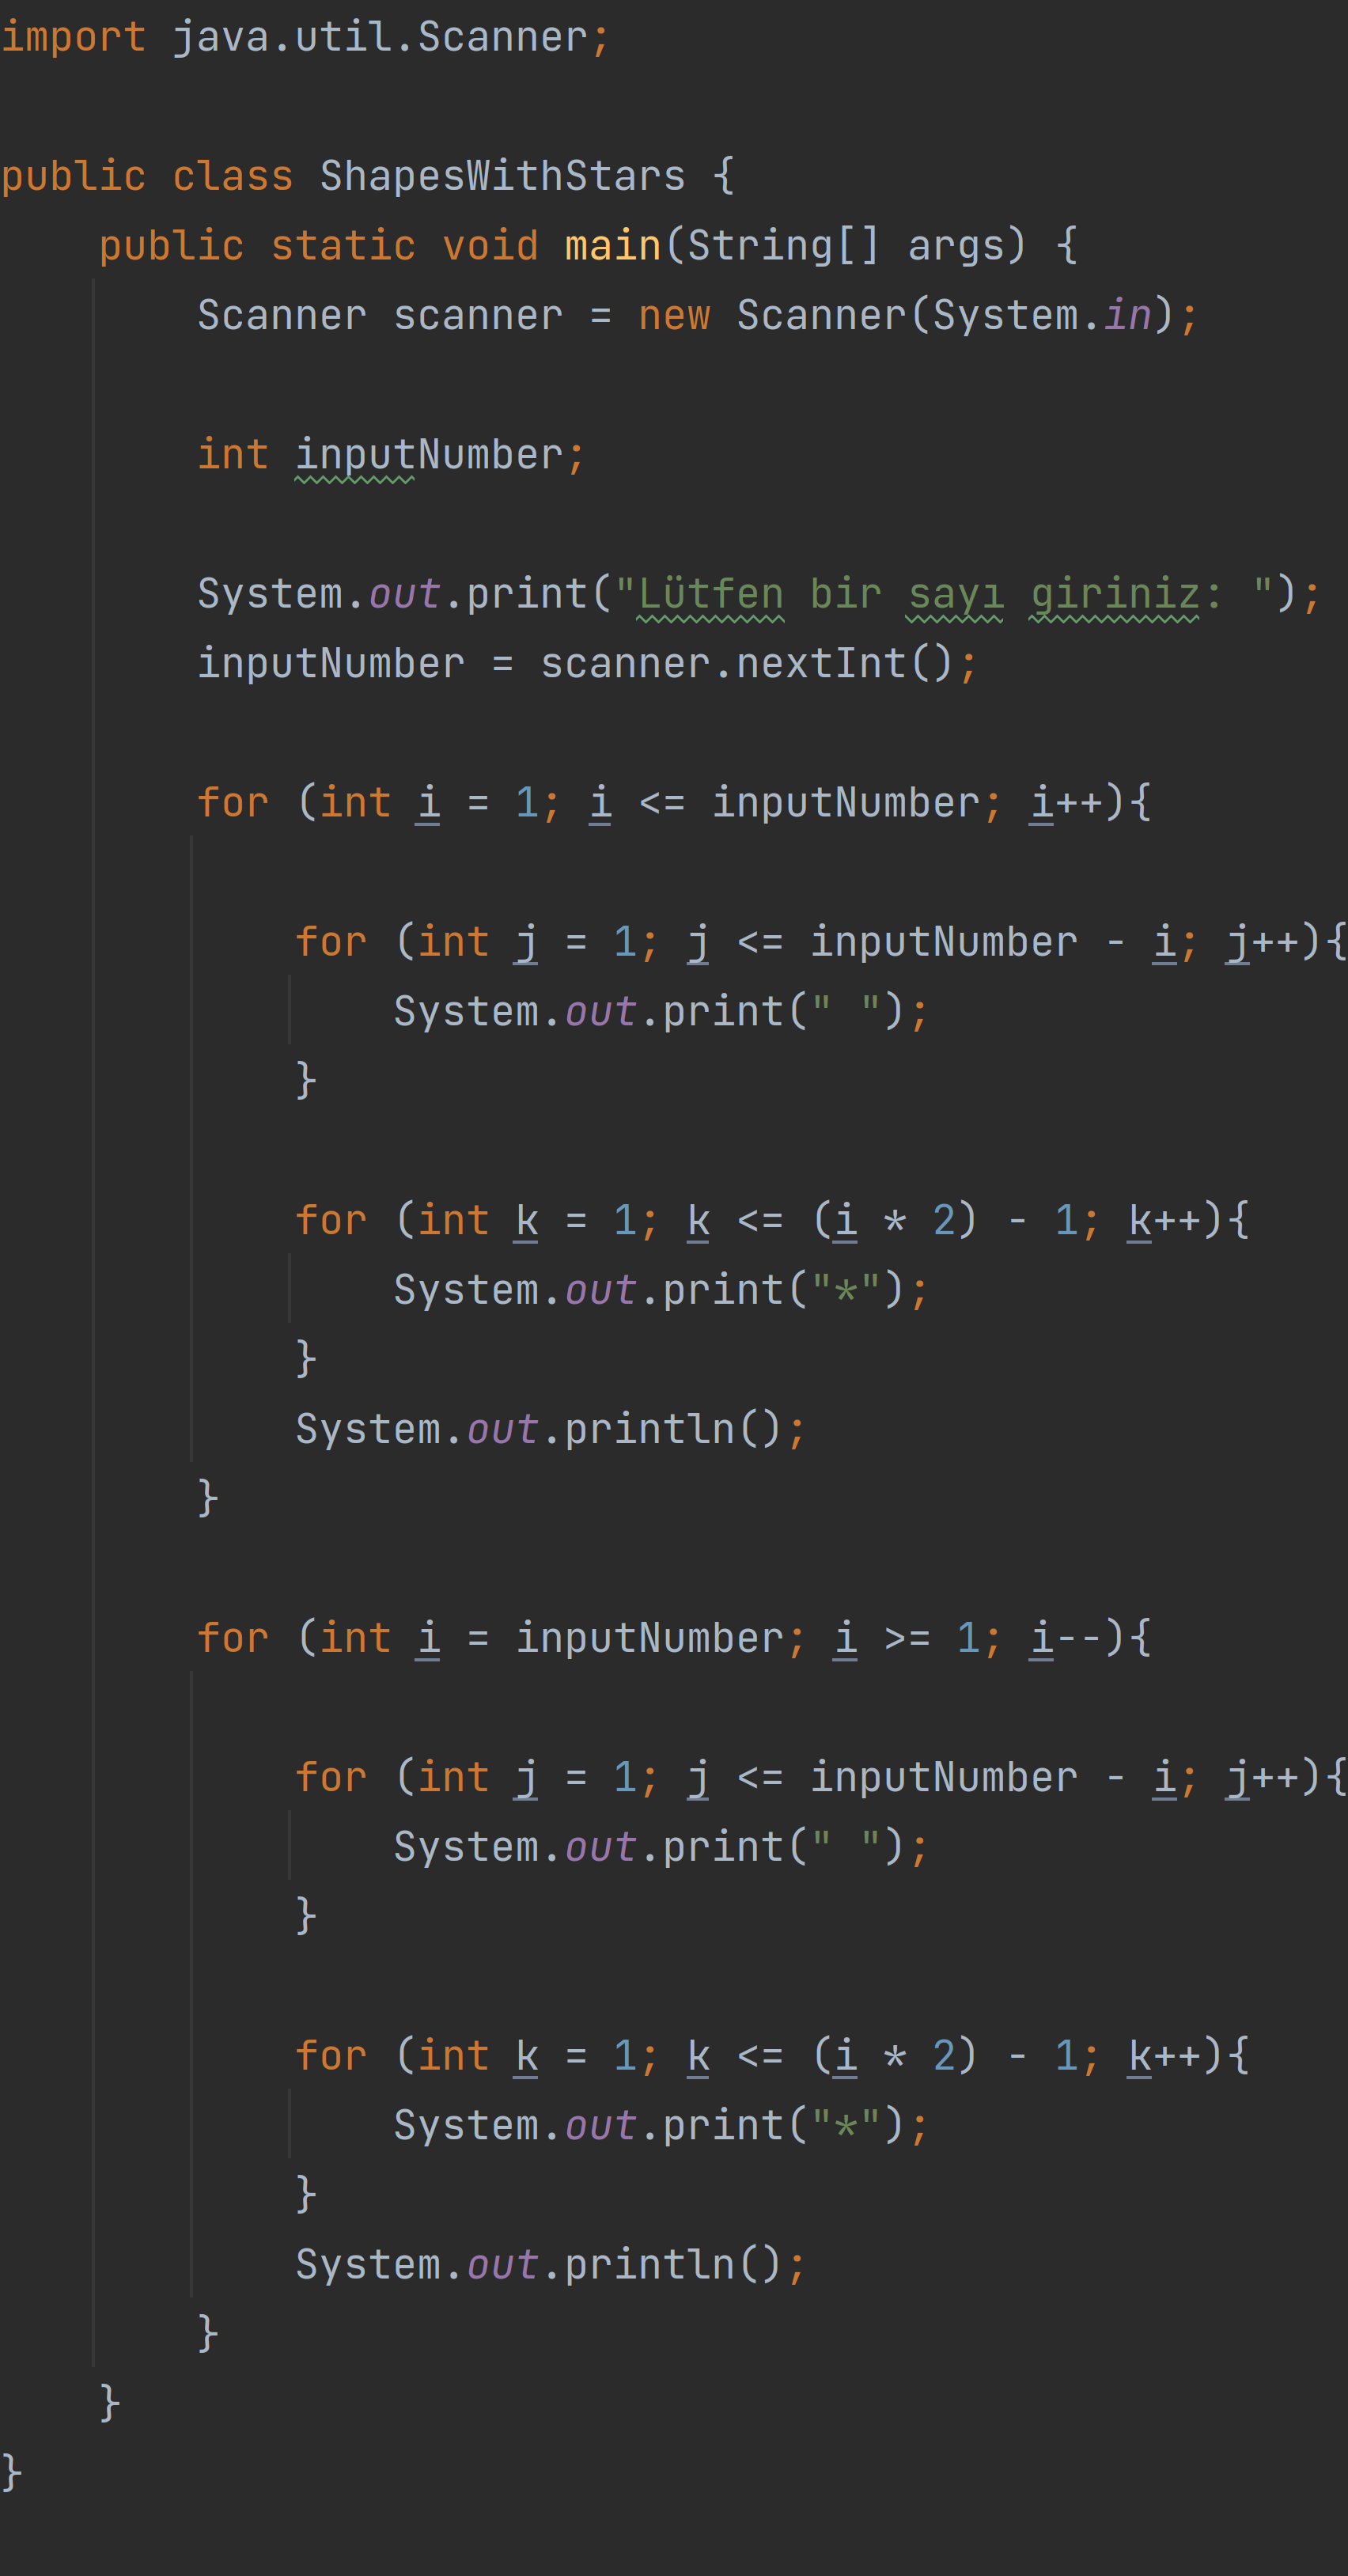 import java.util.Scanner;
public class ShapesWithStars {
    public static void main(String[] args) {
        Scanner scanner = new Scanner(System.in);
        int inputNumber;
        System.out.print("Lütfen bir sayı giriniz: ");
        inputNumber = scanner.nextInt();
        for (int i = 1; i <= inputNumber; i++){
            for (int j = 1; j <= inputNumber - i; j++){
                System.out.print(" ");
            }
            for (int k = 1; k <= (i * 2) - 1; k++){
                System.out.print("*");
            }
            System.out.println();
        }
        for (int i = inputNumber; i >= 1; i--){
            for (int j = 1; j <= inputNumber - i; j++){
                System.out.print(" ");
            }
            for (int k = 1; k <= (i * 2) - 1; k++){
                System.out.print("*");
            }
            System.out.println();
        }
    }
}